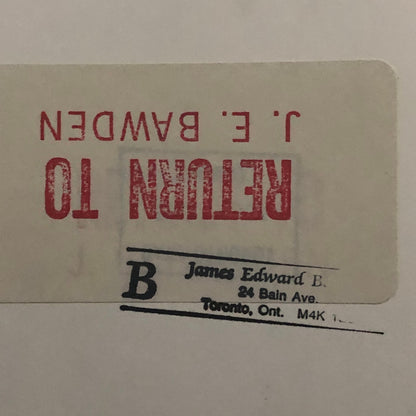 RETURN TO
J. E. BAWDEN
B
James Edward B.
24 Bain Ave.
Toronto, Ont. M4K